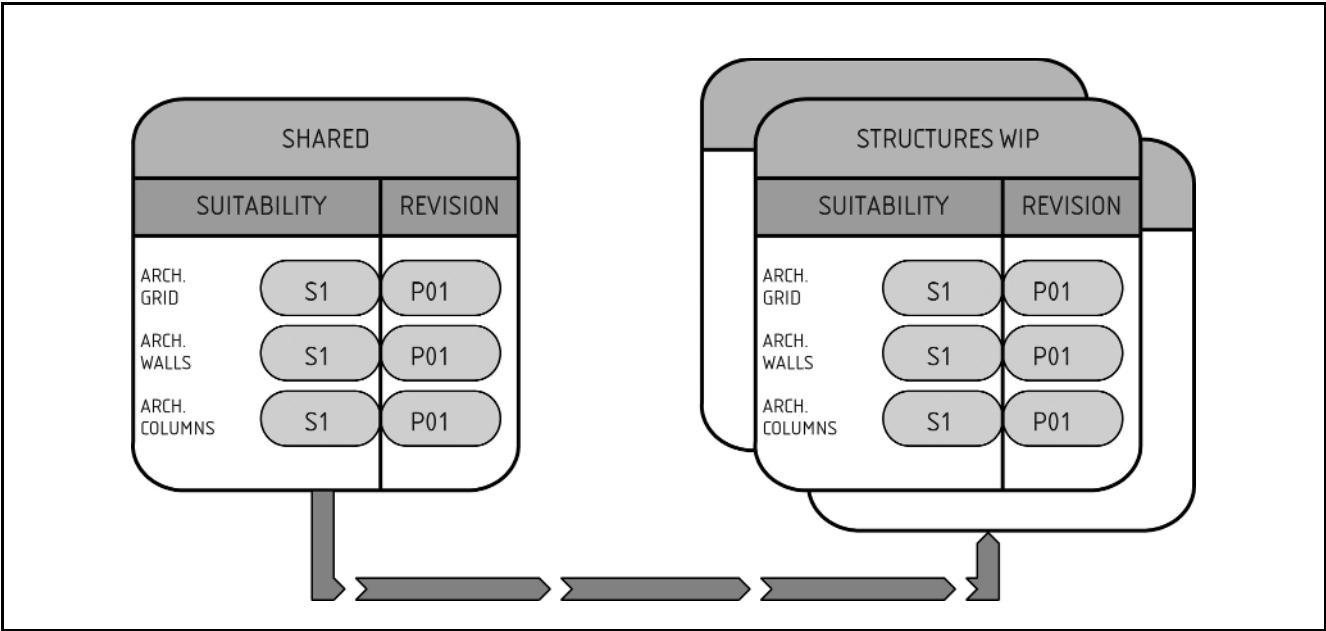 SHARED
SUITABILITY REVISION
ARCH.
GRID
S1 P01
ARCH.
WALLS
S1 P01
ARCH.
COLUMNS
S1 P01
STRUCTURES WIP
SUITABILITY REVISION
ARCH.
GRID
S1 P01
ARCH.
WALLS
S1 P01
ARCH.
COLUMNS
S1 P01